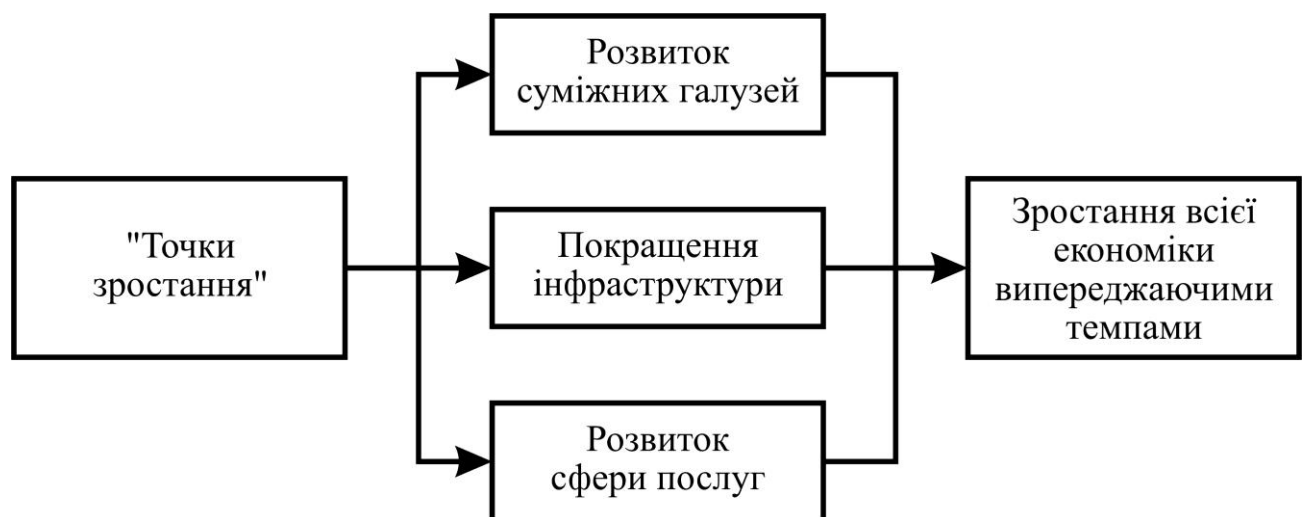 "Точки
зростання"
Розвиток
суміжних галузей
Покращення
інфраструктури
Розвиток
сфери послуг
Зростання всієї
економіки
випереджаючими
темпами